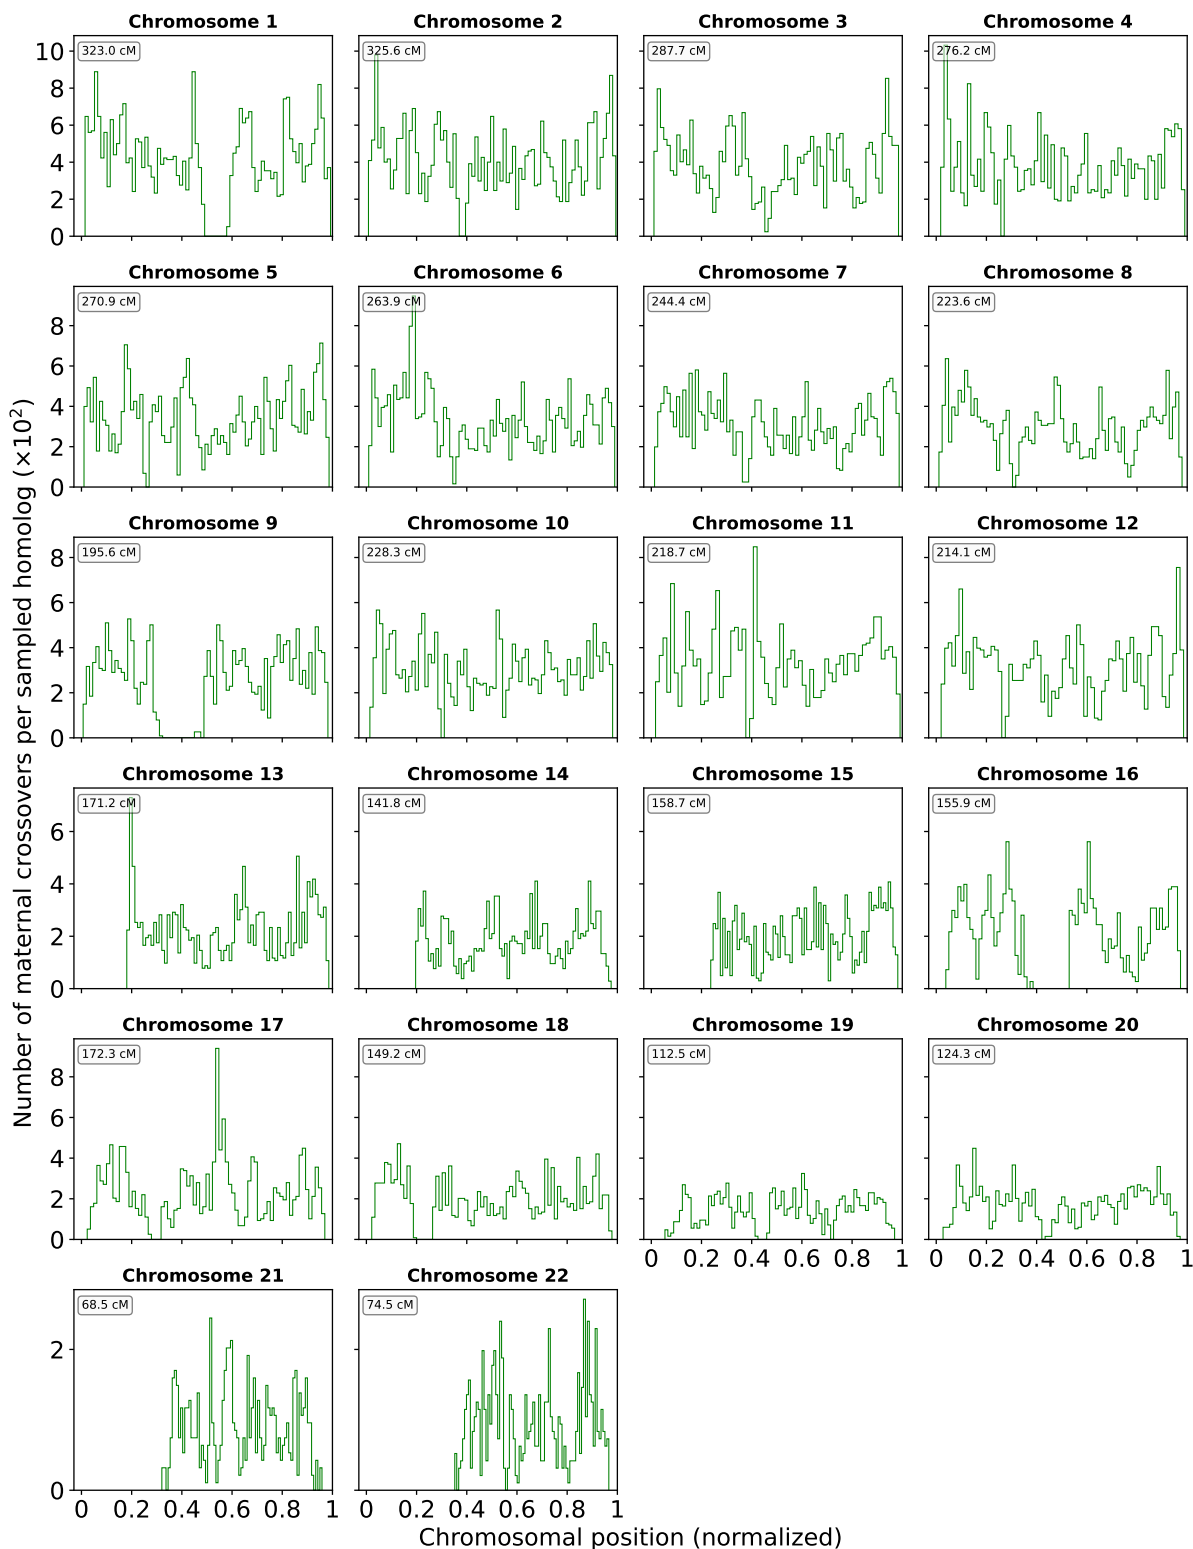 Chromosome 1 Chromosome 2 Chromosome 3 Chromosome 4
323.0 cM 325.6 cM 287.7 cM 276.2 cM
10
8
6
4
2
0
Chromosome 5 Chromosome 6 Chromosome 7 Chromosome 8
270.9 cM 263.9 cM 244.4 cM 223.6 cM
8
6
4
2
0
Chromosome 9 Chromosome 10 Chromosome 11 Chromosome 12
195.6 cM 228.3 cM 218.7 cM 214.1 cM
8
6
4
2
0
Number of maternal crossovers per sampled homolog (×10²)
Chromosome 13 Chromosome 14 Chromosome 15 Chromosome 16
171.2 cM 141.8 cM 158.7 cM 155.9 cM
6
4
2
0
Chromosome 17 Chromosome 18 Chromosome 19 Chromosome 20
172.3 cM 149.2 cM 112.5 cM 124.3 cM
8
6
4
2
0
0 0.2 0.4 0.6 0.8 1 0 0.2 0.4 0.6 0.8 1
Chromosome 21 Chromosome 22
68.5 cM 74.5 cM
2
0
0 0.2 0.4 0.6 0.8 1 0 0.2 0.4 0.6 0.8 1
Chromosomal position (normalized)